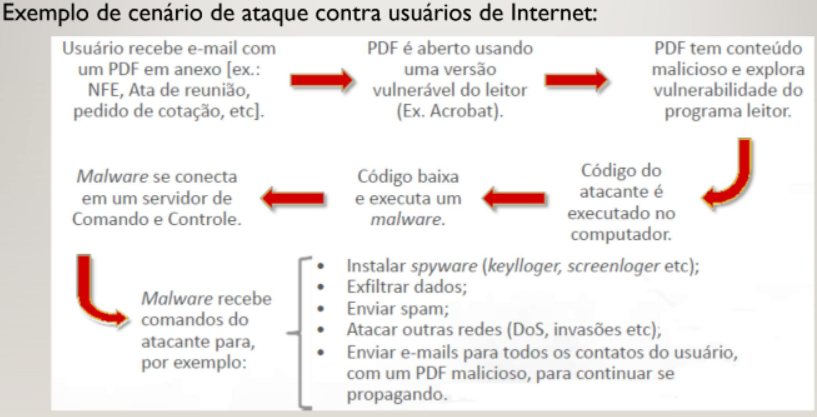 Exemplo de cenário de ataque contra usuários de Internet:
Usuário recebe e-mail com
um PDF em anexo [ex.:
NFE, Ata de reunião,
pedido de cotação, etc].
PDF é aberto usando
uma versão
vulnerável do leitor
(Ex. Acrobat).
PDF tem conteúdo
malicioso e explora
vulnerabilidade do
programa leitor.
Código do
atacante é
executado no
computador.
Código baixa
e executa um
malware.
Malware se conecta
em um servidor de
Comando e Controle.
Malware recebe
comandos do
atacante para,
por exemplo:
• Instalar spyware (keylloger, screenloger etc);
• Exfiltrar dados;
• Enviar spam;
• Atacar outras redes (DoS, invasões etc);
• Enviar e-mails para todos os contatos do usuário,
com um PDF malicioso, para continuar se
propagando.